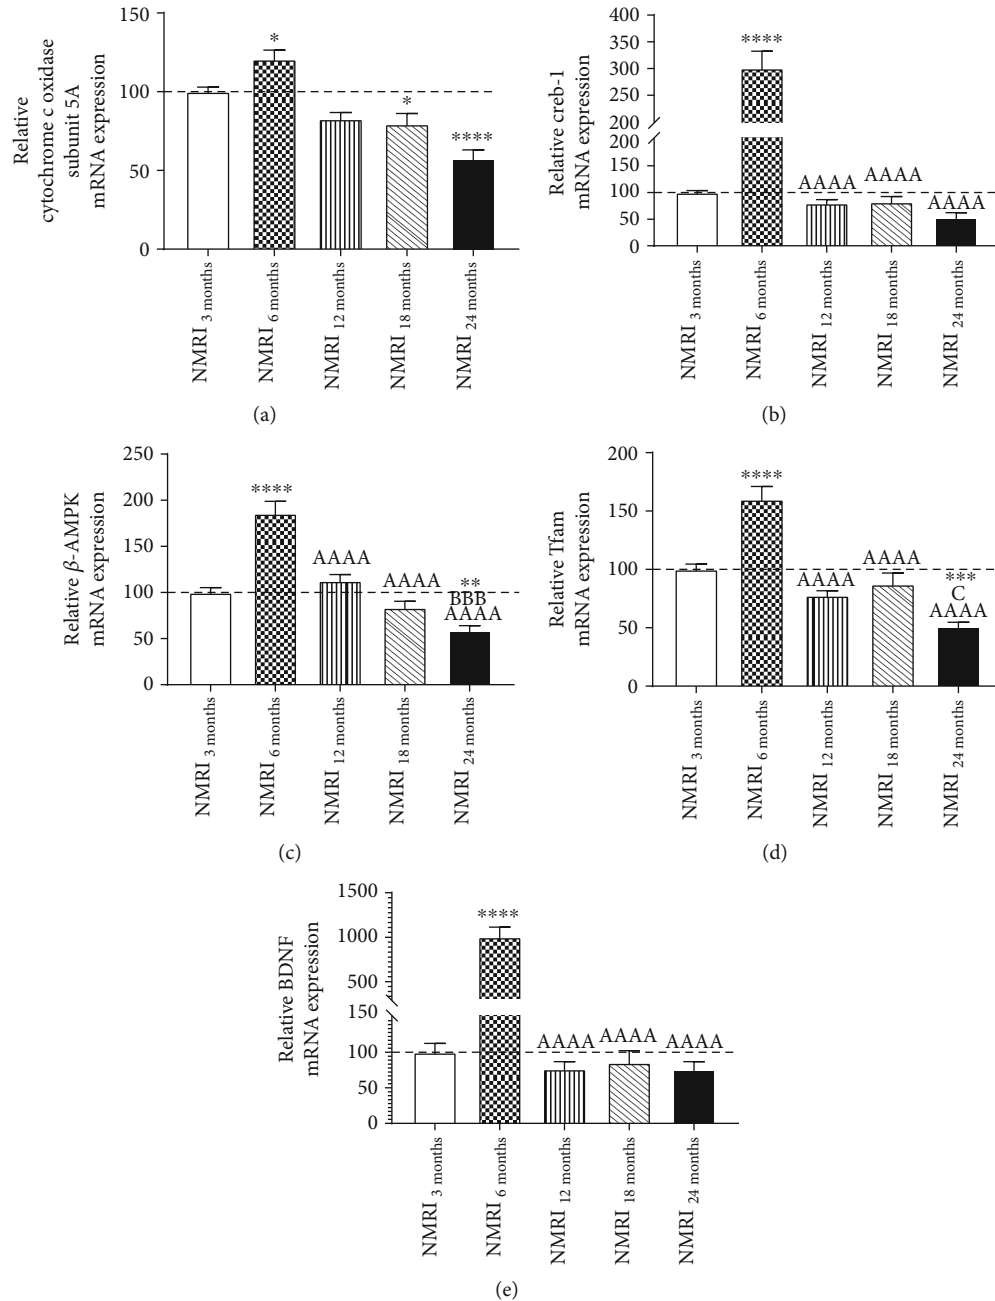 Relative
cytochrome c oxidase
subunit 5A
mRNA expression
150
100
50
0
*
*
****
NMRI 3 months
NMRI 6 months
NMRI 12 months
NMRI 18 months
NMRI 24 months
(a)
Relative creb-1
mRNA expression
400
350
300
250
200
200
150
100
50
0
****
AAAA
AAAA
AAAA
NMRI 3 months
NMRI 6 months
NMRI 12 months
NMRI 18 months
NMRI 24 months
(b)
Relative β-AMPK
mRNA expression
250
200
150
100
50
0
****
AAAA
AAAA
**
BBB
AAAA
NMRI 3 months
NMRI 6 months
NMRI 12 months
NMRI 18 months
NMRI 24 months
(c)
Relative Tfam
mRNA expression
200
150
100
50
0
****
AAAA
AAAA
***
C
AAAA
NMRI 3 months
NMRI 6 months
NMRI 12 months
NMRI 18 months
NMRI 24 months
(d)
Relative BDNF
mRNA expression
1500
1000
500
150
100
50
0
****
AAAA
AAAA
AAAA
NMRI 3 months
NMRI 6 months
NMRI 12 months
NMRI 18 months
NMRI 24 months
(e)